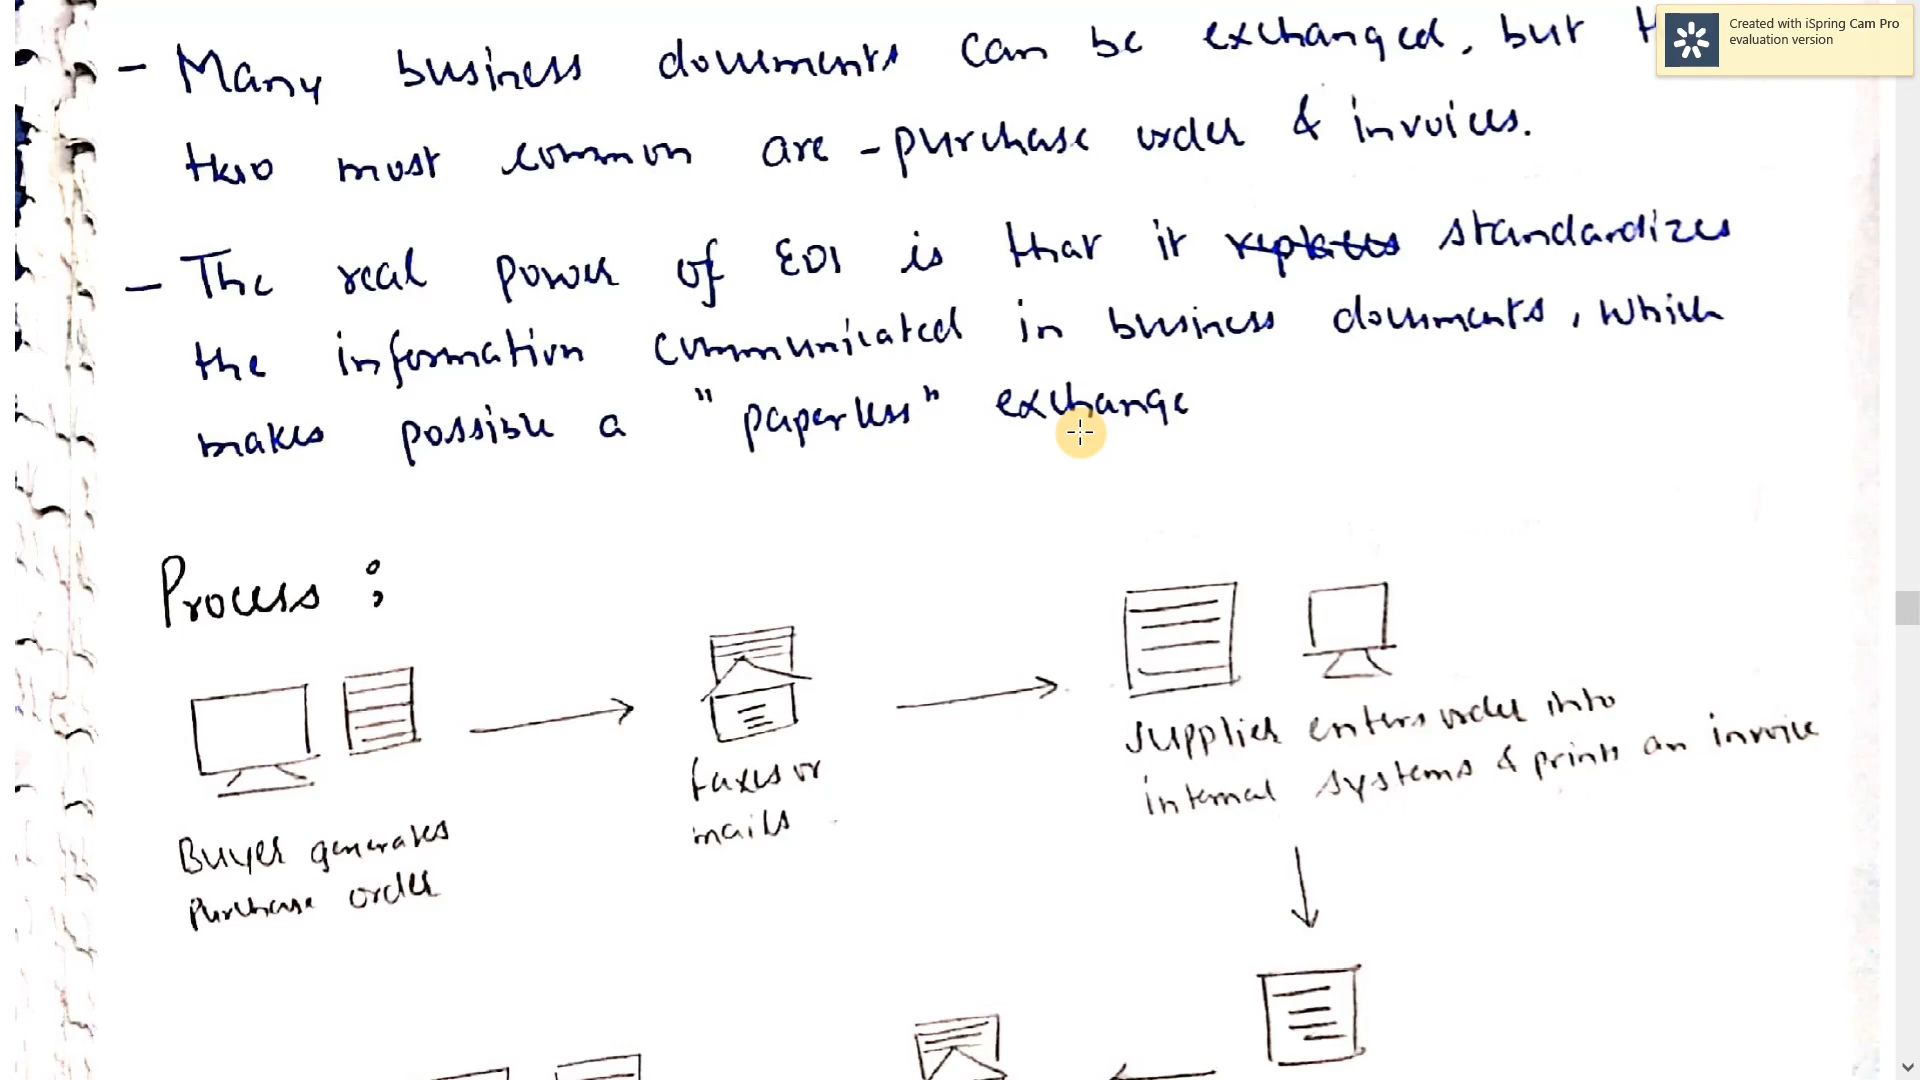 - Many business documents can be exchanged, but
two most common are - purchase order & invoices.
- The real power of EDI is that it standardizes
the information communicated in business documents, which
makes possible a "paperless" exchange
Process :
Buyer generates
purchase order
faxes or
mails
Supplier enters order into
internal systems & prints an invoice
Created with iSpring Cam Pro
evaluation version